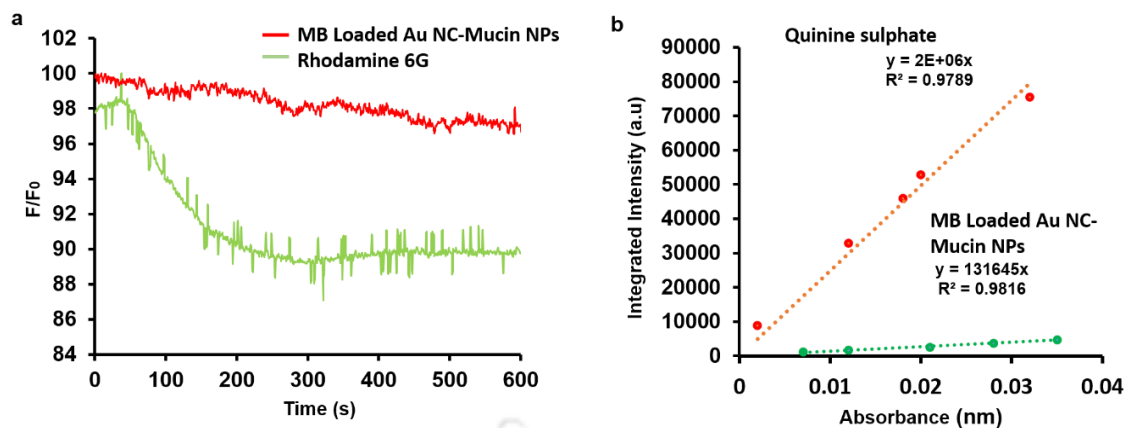 a
102
100
98
96
94
92
90
88
86
84
F/F₀
0 100 200 300 400 500 600
Time (s)
MB Loaded Au NC-Mucin NPs
Rhodamine 6G
b
90000
80000
70000
60000
50000
40000
30000
20000
10000
0
Integrated Intensity (a.u)
Quinine sulphate
y = 2E+06x
R² = 0.9789
MB Loaded Au NC-
Mucin NPs
y = 131645x
R² = 0.9816
0 0.01 0.02 0.03 0.04
Absorbance (nm)